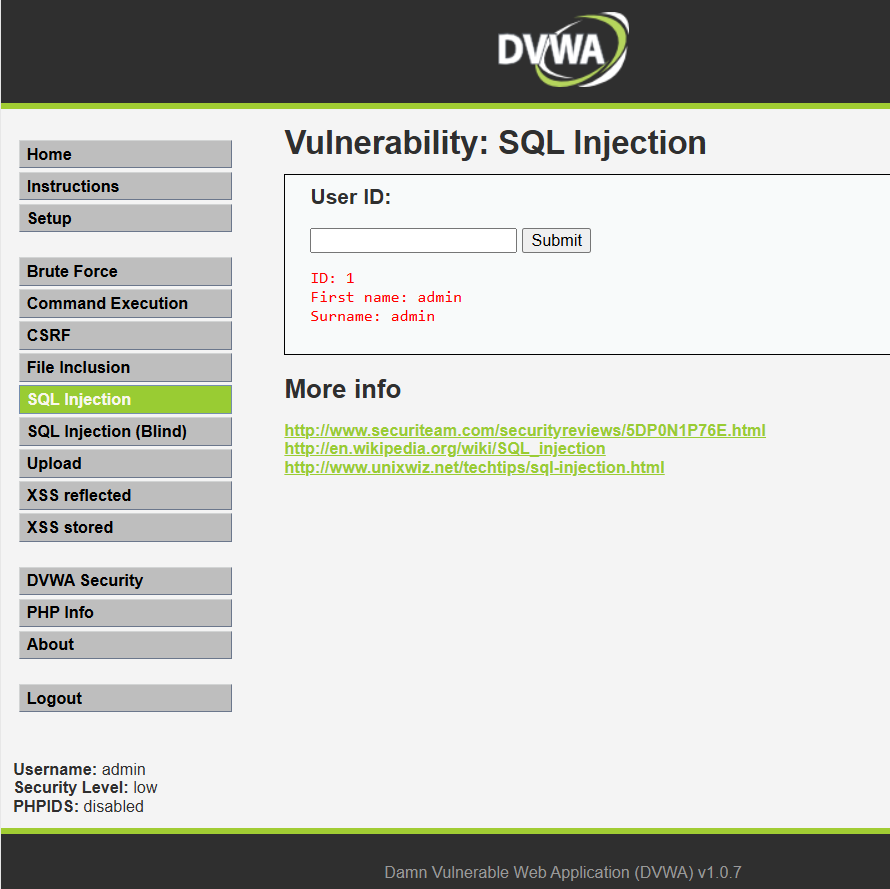 DVWA
Home
Instructions
Setup
Brute Force
Command Execution
CSRF
File Inclusion
SQL Injection
SQL Injection (Blind)
Upload
XSS reflected
XSS stored
DVWA Security
PHP Info
About
Logout
Username: admin
Security Level: low
PHPIDS: disabled
Vulnerability: SQL Injection
User ID:
Submit
ID: 1
First name: admin
Surname: admin
More info
http://www.securiteam.com/securityreviews/5DP0N1P76E.html
http://en.wikipedia.org/wiki/SQL_injection
http://www.unixwiz.net/techtips/sql-injection.html
Damn Vulnerable Web Application (DVWA) v1.0.7